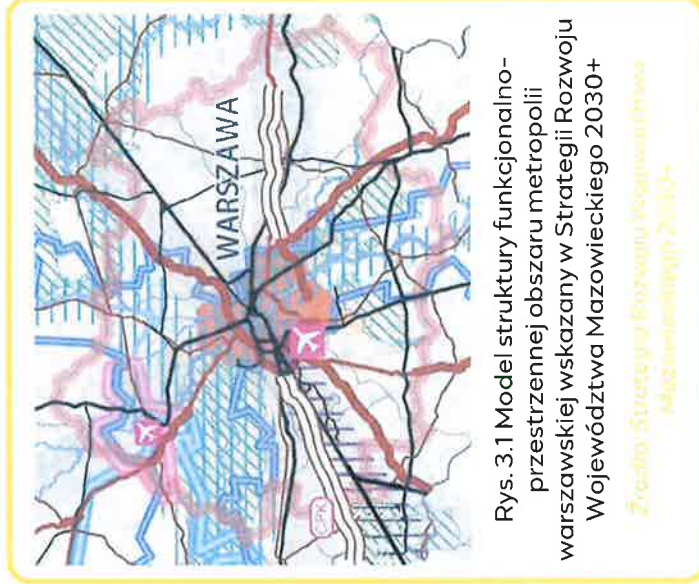 WARSZAWA
CPK
Rys. 3.1 Model struktury funkcjonalno-
przestrzennej obszaru metropolii
warszawskiej wskazany w Strategii Rozwoju
Województwa Mazowieckiego 2030+
Źródło: Strategia Rozwoju Województwa
Mazowieckiego 2030+